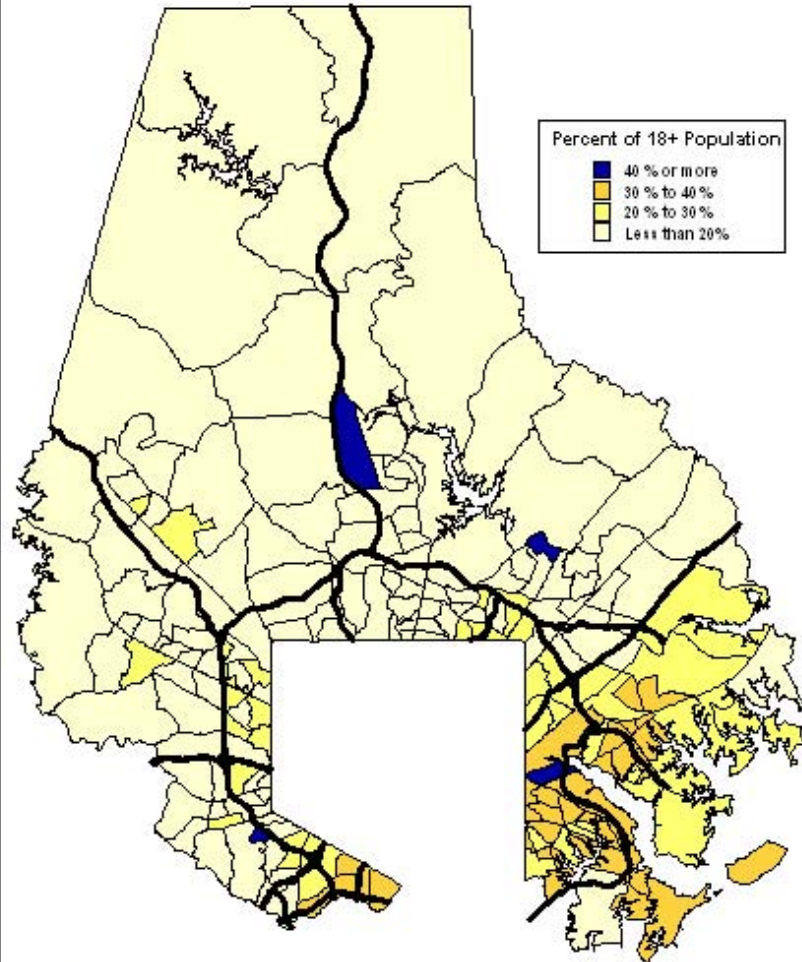 Percent of 18+ Population
40 % or more
30 % to 40%
20 % to 30%
Less than 20%